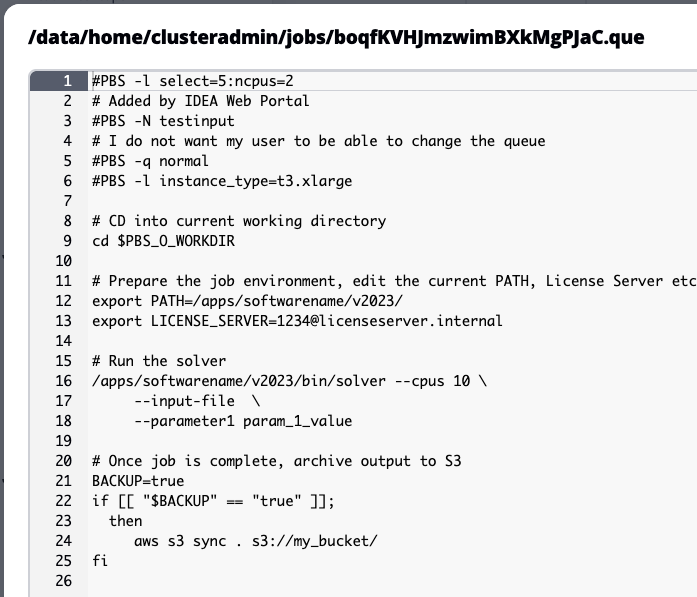 /data/home/clusteradmin/jobs/boqfKVHJmzwimBXkMgPJaC.que
1 #PBS -l select=5:ncpus=2
2 # Added by IDEA Web Portal
3 #PBS -N testinput
4 # I do not want my user to be able to change the queue
5 #PBS -q normal
6 #PBS -l instance_type=t3.xlarge
7
8 # CD into current working directory
9 cd $PBS_O_WORKDIR
10
11 # Prepare the job environment, edit the current PATH, License Server etc
12 export PATH=/apps/softwarename/v2023/
13 export LICENSE_SERVER=1234@licenseserver.internal
14
15 # Run the solver
16 /apps/softwarename/v2023/bin/solver --cpus 10 \
17      --input-file  \
18      --parameter1 param_1_value
19
20 # Once job is complete, archive output to S3
21 BACKUP=true
22 if [[ "$BACKUP" == "true" ]];
23   then
24      aws s3 sync . s3://my_bucket/
25 fi
26